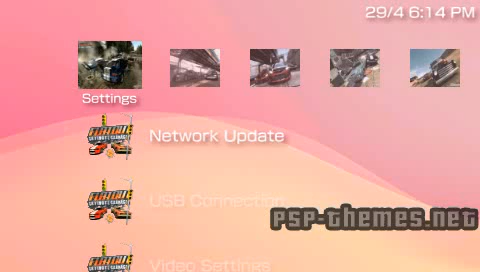 29/4 6:14 PM
Settings
Network Update
USB Connection
psp-themes.net
Video Settings